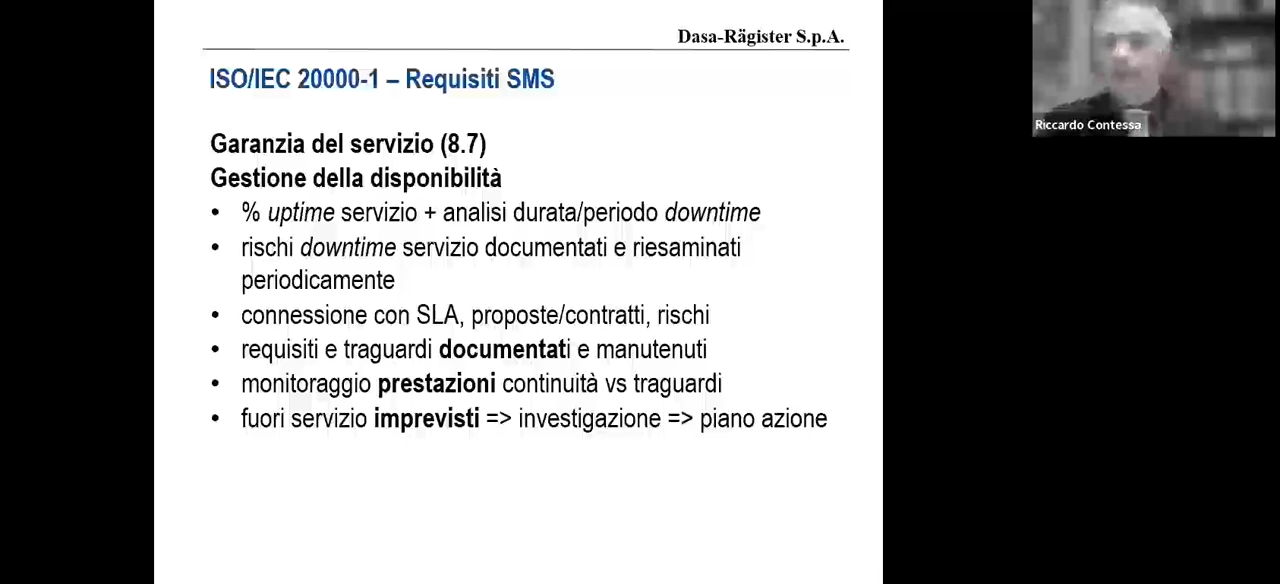 Dasa-Rägister S.p.A.
ISO/IEC 20000-1 – Requisiti SMS
Garanzia del servizio (8.7)
Gestione della disponibilità
• % uptime servizio + analisi durata/periodo downtime
• rischi downtime servizio documentati e riesaminati
periodicamente
• connessione con SLA, proposte/contratti, rischi
• requisiti e traguardi documentati e manutenuti
• monitoraggio prestazioni continuità vs traguardi
• fuori servizio imprevisti => investigazione => piano azione
Riccardo Contessa